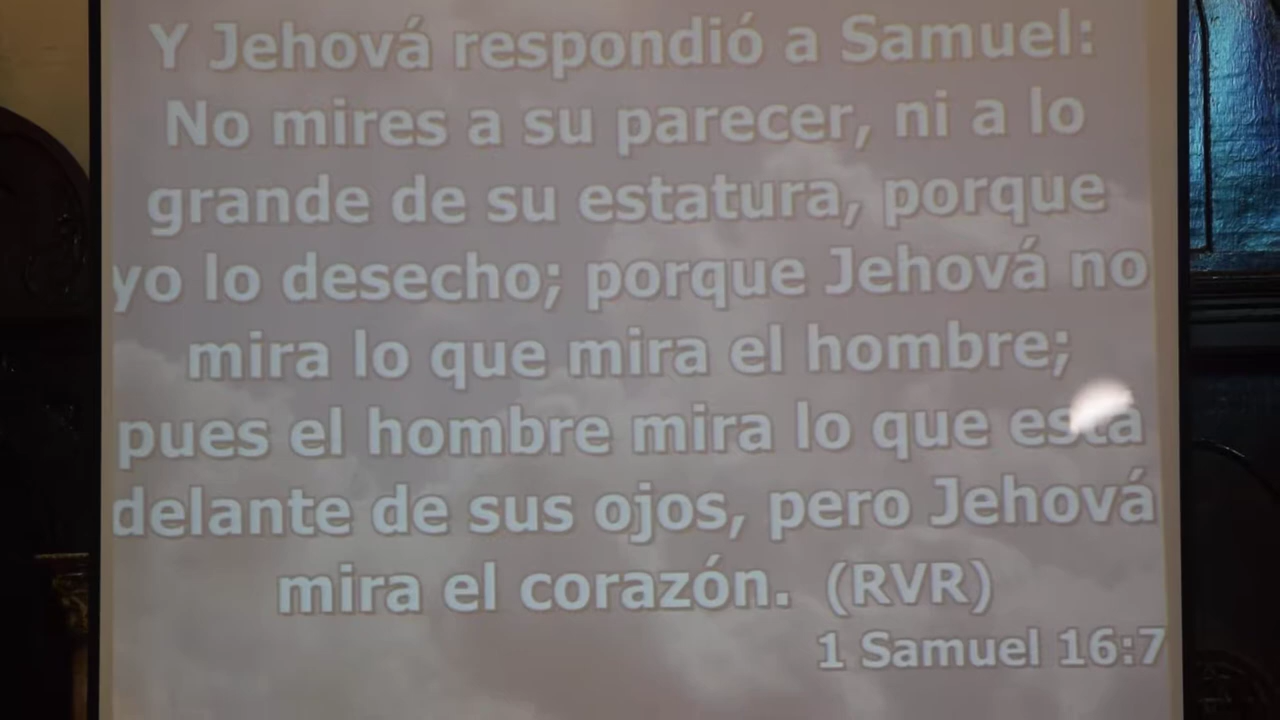 Y Jehová respondió a Samuel:
No mires a su parecer, ni a lo
grande de su estatura, porque
yo lo desecho; porque Jehová no
mira lo que mira el hombre;
pues el hombre mira lo que está
delante de sus ojos, pero Jehová
mira el corazón. (RVR)
1 Samuel 16:7